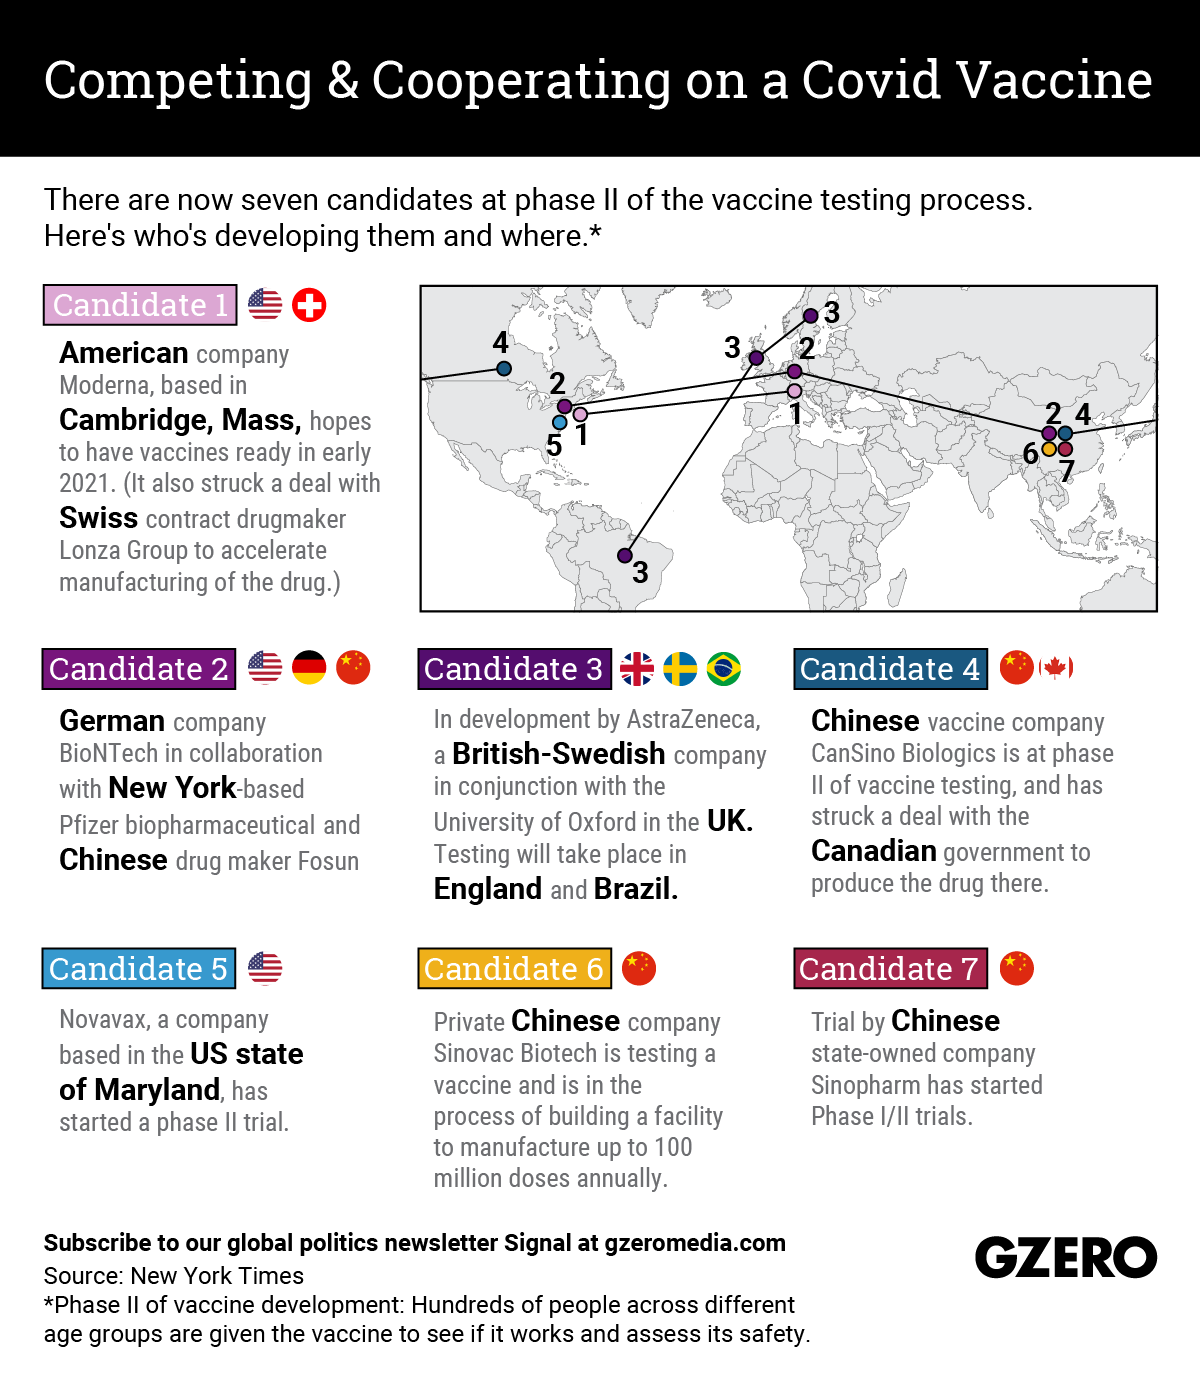 Competing & Cooperating on a Covid Vaccine
There are now seven candidates at phase II of the vaccine testing process.
Here's who's developing them and where.*
Candidate 1
American company
Moderna, based in
Cambridge, Mass, hopes
to have vaccines ready in early
2021. (It also struck a deal with
Swiss contract drugmaker
Lonza Group to accelerate
manufacturing of the drug.)
3
3
4
2
2
1
5
1
2
4
6
7
3
Candidate 2
German company
BioNTech in collaboration
with New York-based
Pfizer biopharmaceutical and
Chinese drug maker Fosun
Candidate 3
In development by AstraZeneca,
a British-Swedish company
in conjunction with the
University of Oxford in the UK.
Testing will take place in
England and Brazil.
Candidate 4
Chinese vaccine company
CanSino Biologics is at phase
II of vaccine testing, and has
struck a deal with the
Canadian government to
produce the drug there.
Candidate 5
Novavax, a company
based in the US state
of Maryland, has
started a phase II trial.
Candidate 6
Private Chinese company
Sinovac Biotech is testing a
vaccine and is in the
process of building a facility
to manufacture up to 100
million doses annually.
Candidate 7
Trial by Chinese
state-owned company
Sinopharm has started
Phase I/II trials.
Subscribe to our global politics newsletter Signal at gzeromedia.com
Source: New York Times
*Phase II of vaccine development: Hundreds of people across different
age groups are given the vaccine to see if it works and assess its safety.
GZERO